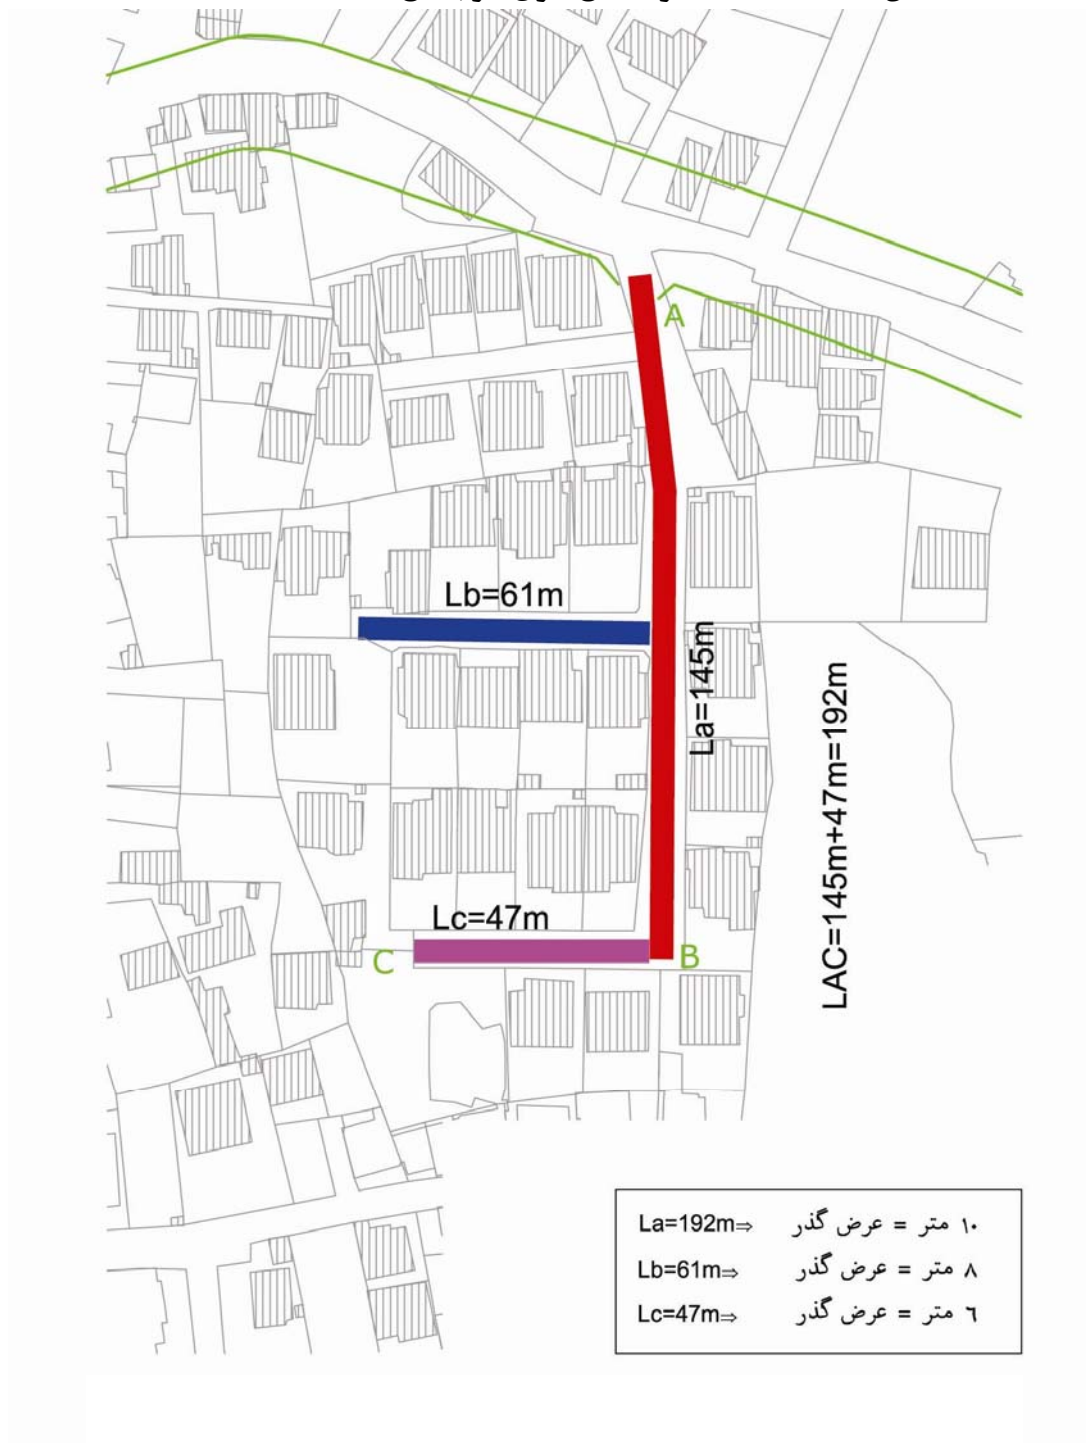 A
Lb=61m
La=145m
LAC=145m+47m=192m
Lc=47m
C
B
La=192m⇒ ۱۰ متر = عرض گذر
Lb=61m⇒ ۸ متر = عرض گذر
Lc=47m⇒ ٦ متر = عرض گذر